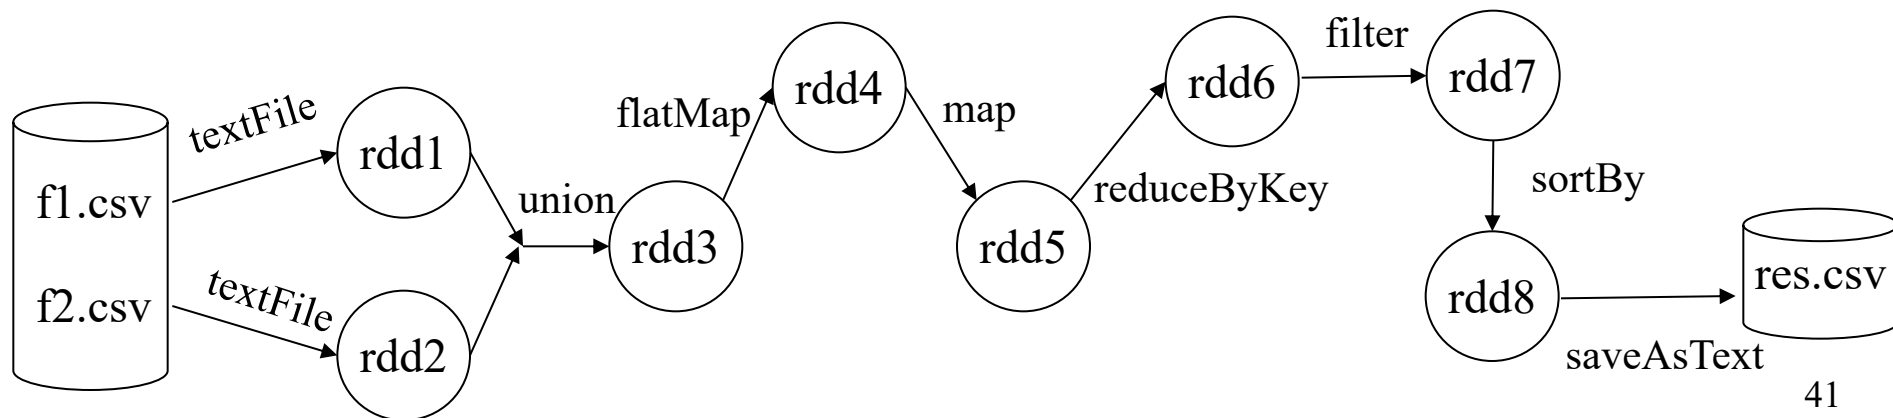 f1.csv
f2.csv
textFile
textFile
rdd1
rdd2
union
rdd3
flatMap
rdd4
map
rdd5
reduceByKey
rdd6
filter
rdd7
sortBy
rdd8
saveAsText
res.csv
41